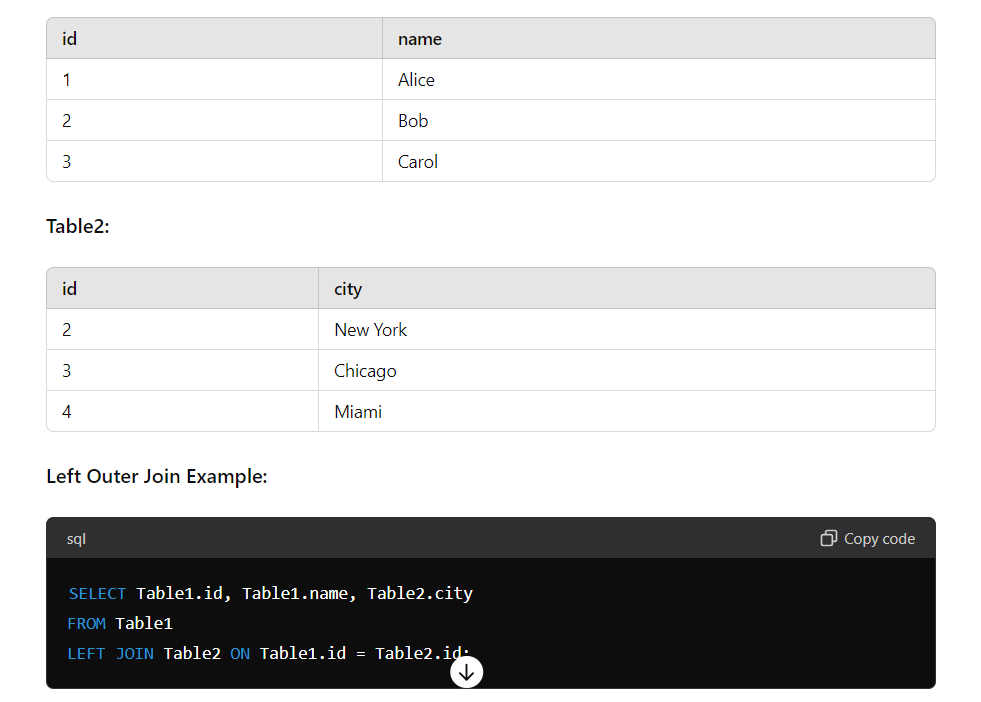 id name
1 Alice
2 Bob
3 Carol
Table2:
id city
2 New York
3 Chicago
4 Miami
Left Outer Join Example:
sql Copy code
SELECT Table1.id, Table1.name, Table2.city
FROM Table1
LEFT JOIN Table2 ON Table1.id = Table2.id;